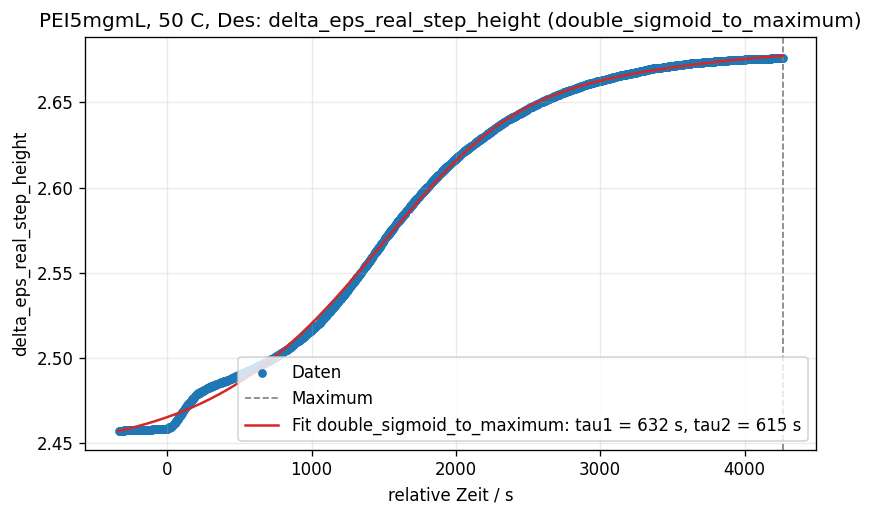 PEI5mgmL, 50 C, Des: delta_eps_real_step_height (double_sigmoid_to_maximum)
delta_eps_real_step_height
2.65
2.60
2.55
2.50
2.45
Daten
Maximum
Fit double_sigmoid_to_maximum: tau1 = 632 s, tau2 = 615 s
0 1000 2000 3000 4000
relative Zeit / s